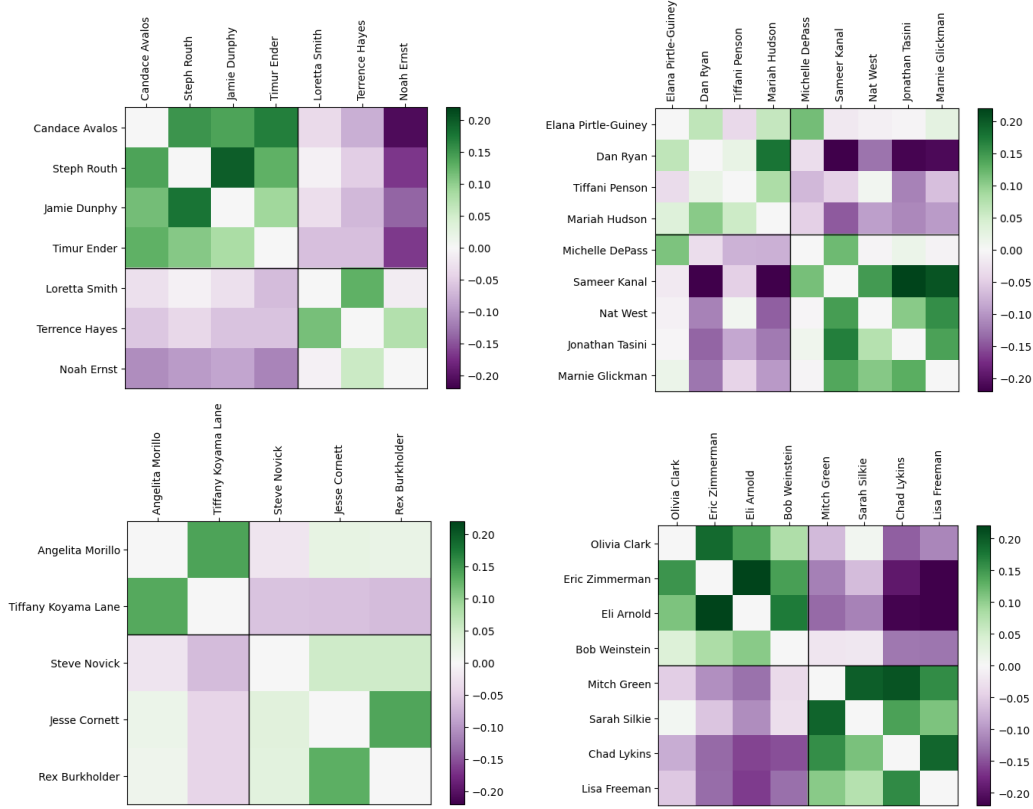 Candace Avalos
Steph Routh
Jamie Dunphy
Timur Ender
Loretta Smith
Terrence Hayes
Noah Ernst
Candace Avalos
Steph Routh
Jamie Dunphy
Timur Ender
Loretta Smith
Terrence Hayes
Noah Ernst
0.20
0.15
0.10
0.05
0.00
−0.05
−0.10
−0.15
−0.20
Elana Pirtle-Guiney
Dan Ryan
Tiffani Penson
Mariah Hudson
Michelle DePass
Sameer Kanal
Nat West
Jonathan Tasini
Marnie Glickman
Elana Pirtle-Guiney
Dan Ryan
Tiffani Penson
Mariah Hudson
Michelle DePass
Sameer Kanal
Nat West
Jonathan Tasini
Marnie Glickman
0.20
0.15
0.10
0.05
0.00
−0.05
−0.10
−0.15
−0.20
Angelita Morillo
Tiffany Koyama Lane
Steve Novick
Jesse Cornett
Rex Burkholder
Angelita Morillo
Tiffany Koyama Lane
Steve Novick
Jesse Cornett
Rex Burkholder
0.20
0.15
0.10
0.05
0.00
−0.05
−0.10
−0.15
−0.20
Olivia Clark
Eric Zimmerman
Eli Arnold
Bob Weinstein
Mitch Green
Sarah Silkie
Chad Lykins
Lisa Freeman
Olivia Clark
Eric Zimmerman
Eli Arnold
Bob Weinstein
Mitch Green
Sarah Silkie
Chad Lykins
Lisa Freeman
0.20
0.15
0.10
0.05
0.00
−0.05
−0.10
−0.15
−0.20